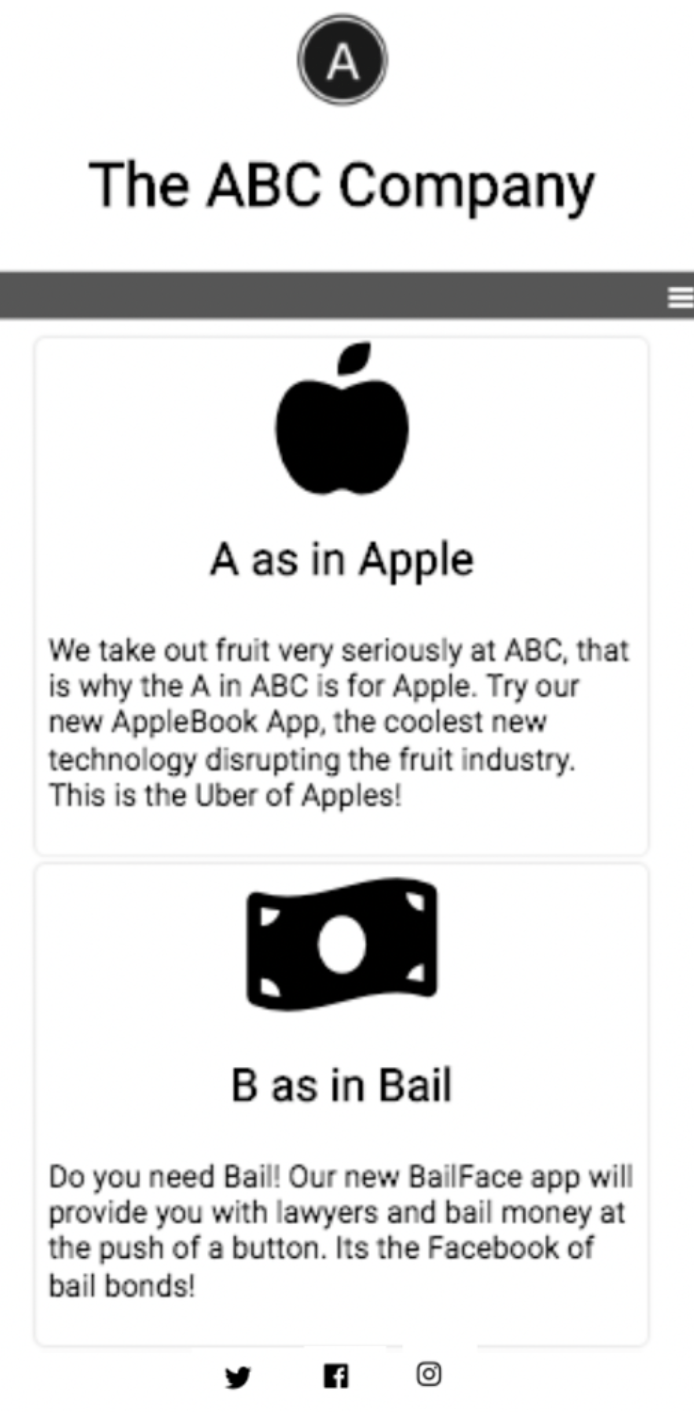 A
The ABC Company
A as in Apple
We take out fruit very seriously at ABC, that
is why the A in ABC is for Apple. Try our
new AppleBook App, the coolest new
technology disrupting the fruit industry.
This is the Uber of Apples!
B as in Bail
Do you need Bail! Our new BailFace app will
provide you with lawyers and bail money at
the push of a button. Its the Facebook of
bail bonds!